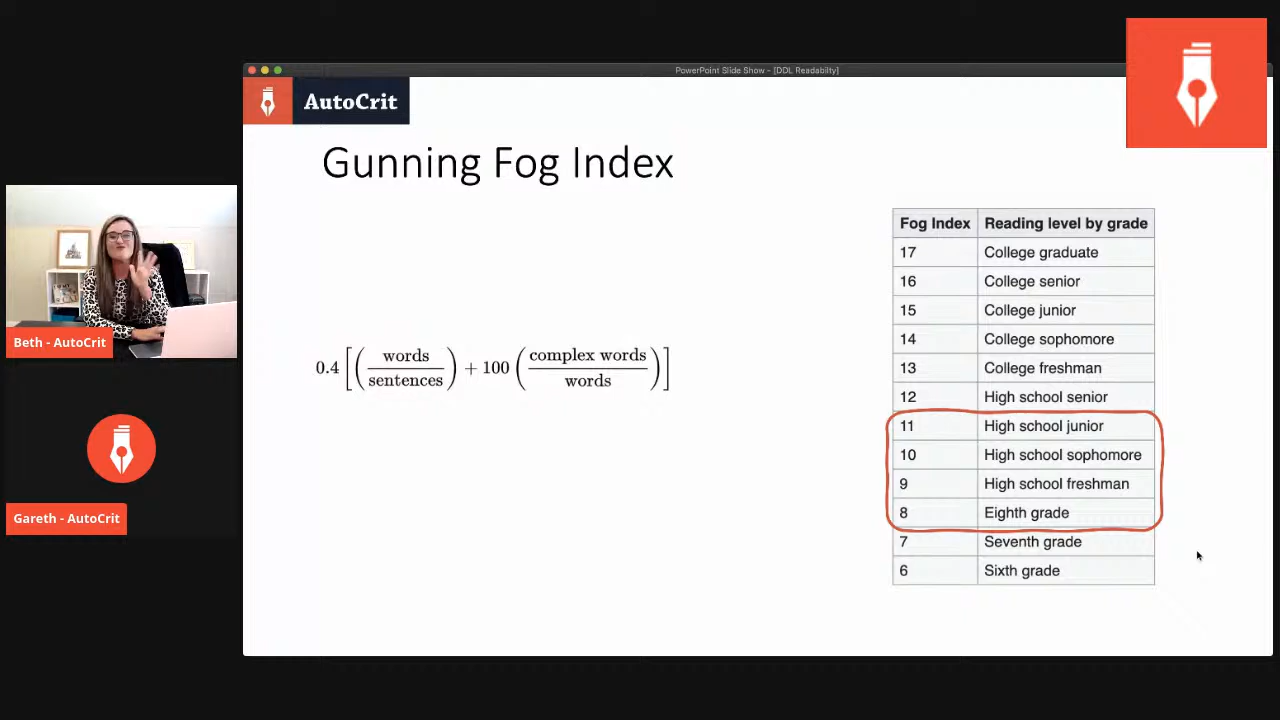 PowerPoint Slide Show - [DDL Readabilty]
AutoCrit
Gunning Fog Index
0.4 [ ( words / sentences ) + 100 ( complex words / words ) ]
Fog Index Reading level by grade
17 College graduate
16 College senior
15 College junior
14 College sophomore
13 College freshman
12 High school senior
11 High school junior
10 High school sophomore
9 High school freshman
8 Eighth grade
7 Seventh grade
6 Sixth grade
Beth - AutoCrit
Gareth - AutoCrit